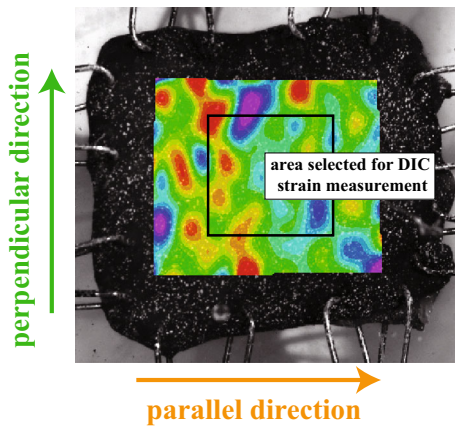 perpendicular direction
area selected for DIC
strain measurement
parallel direction